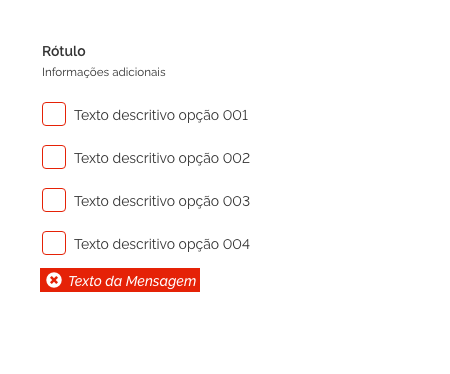 Rótulo
Informações adicionais
Texto descritivo opção 001
Texto descritivo opção 002
Texto descritivo opção 003
Texto descritivo opção 004
Texto da Mensagem